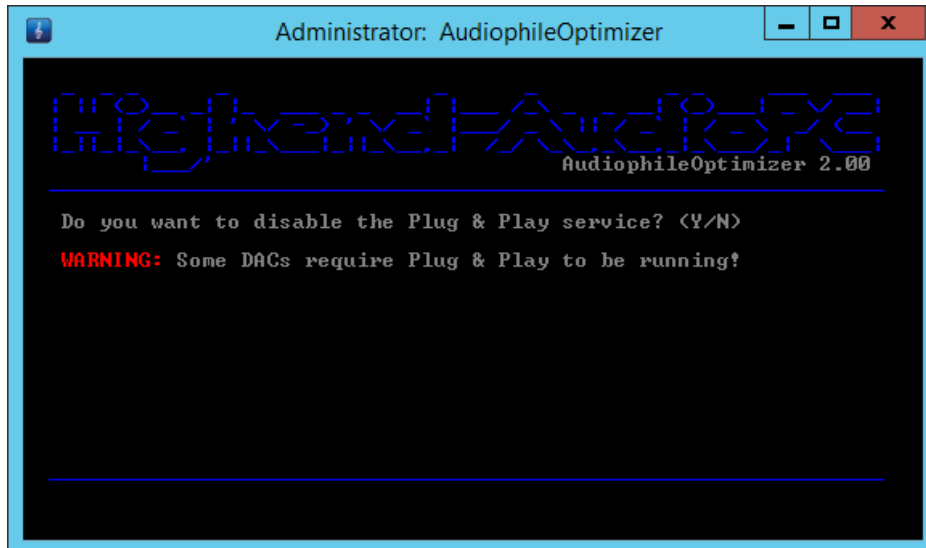 Administrator: AudiophileOptimizer
Highend-AudioPC
AudiophileOptimizer 2.00
Do you want to disable the Plug & Play service? (Y/N)
WARNING: Some DACs require Plug & Play to be running!